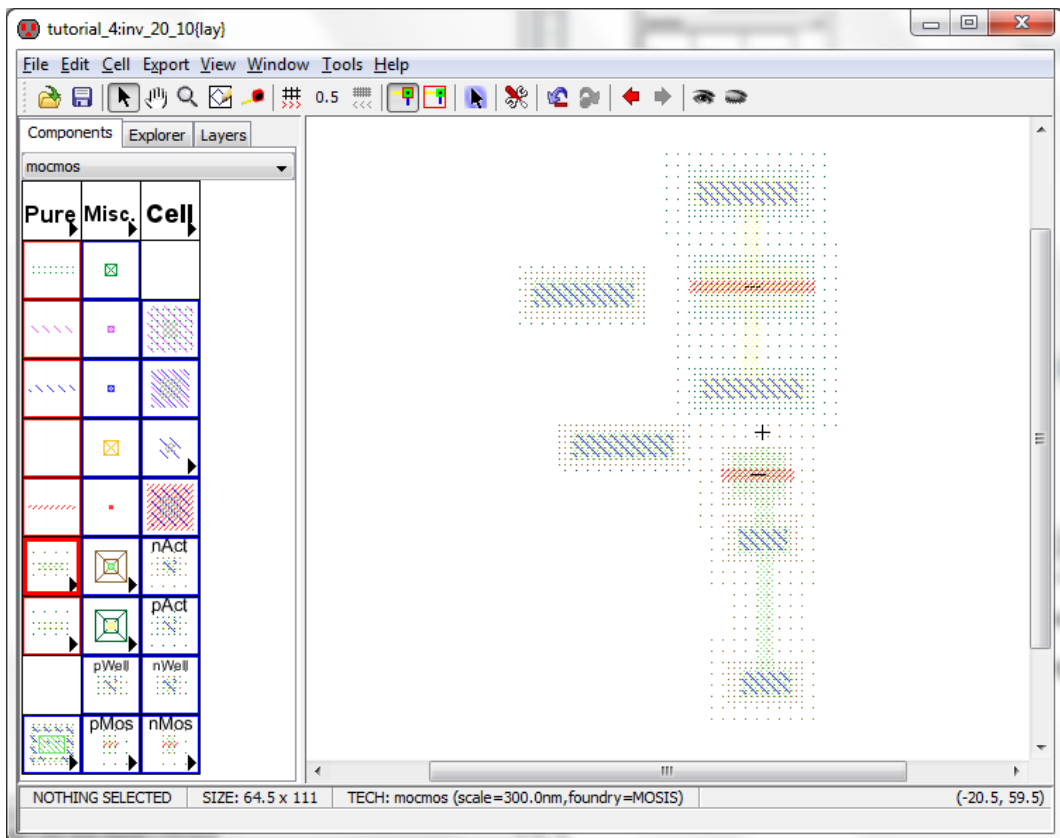 tutorial_4:inv_20_10{lay}
File Edit Cell Export View Window Tools Help
0.5
Components Explorer Layers
mocmos
Pure Misc. Cell
nAct
pAct
pWell nWell
pMos nMos
NOTHING SELECTED SIZE: 64.5 x 111 TECH: mocmos (scale=300.0nm,foundry=MOSIS) (-20.5, 59.5)